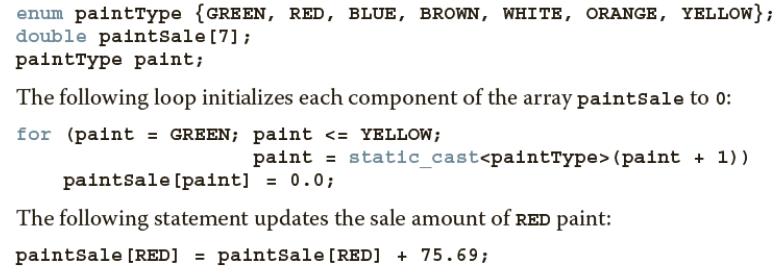 enum paintType {GREEN, RED, BLUE, BROWN, WHITE, ORANGE, YELLOW};
double paintSale[7];
paintType paint;
The following loop initializes each component of the array paintSale to 0:
for (paint = GREEN; paint <= YELLOW;
paint = static_cast<paintType>(paint + 1))
paintSale[paint] = 0.0;
The following statement updates the sale amount of RED paint:
paintSale[RED] = paintSale[RED] + 75.69;